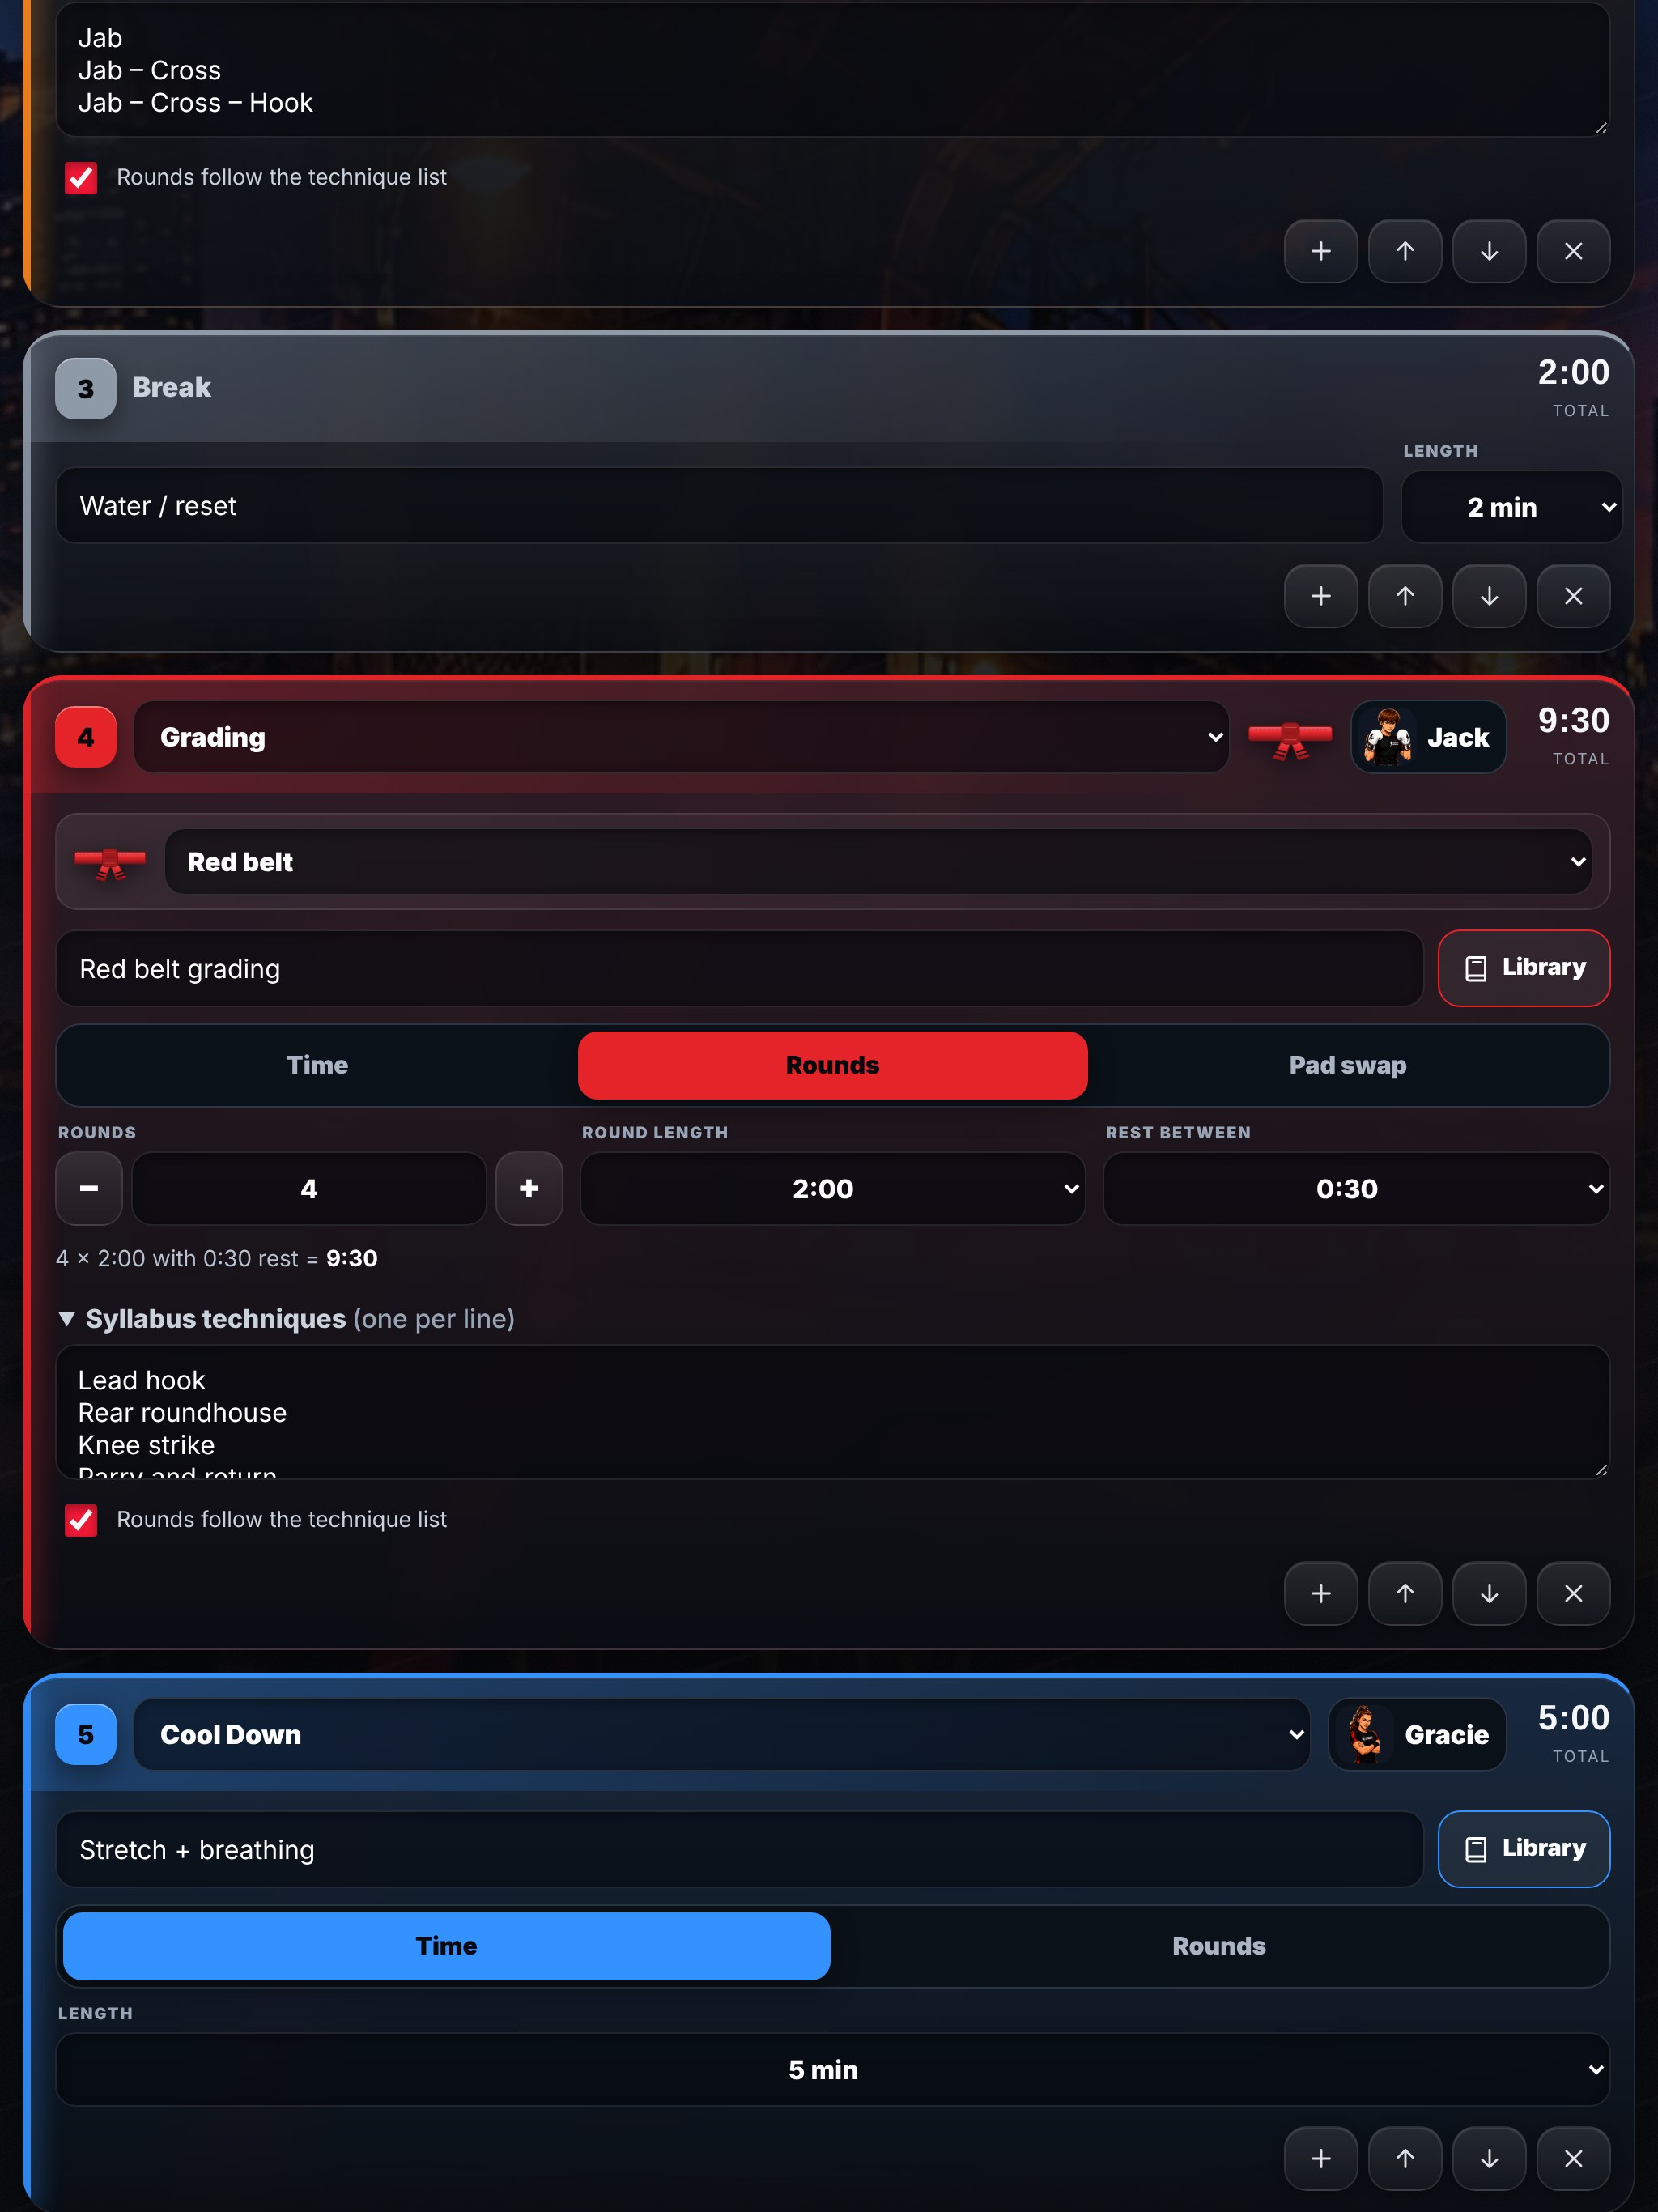 Jab
Jab – Cross
Jab – Cross – Hook
Rounds follow the technique list
3 Break 2:00
TOTAL
LENGTH
Water / reset 2 min
4 Grading Jack 9:30
TOTAL
Red belt
Red belt grading Library
Time Rounds Pad swap
ROUNDS ROUND LENGTH REST BETWEEN
− 4 + 2:00 0:30
4 × 2:00 with 0:30 rest = 9:30
▼ Syllabus techniques (one per line)
Lead hook
Rear roundhouse
Knee strike
Parry and return
Rounds follow the technique list
5 Cool Down Gracie 5:00
TOTAL
Stretch + breathing Library
Time Rounds
LENGTH
5 min